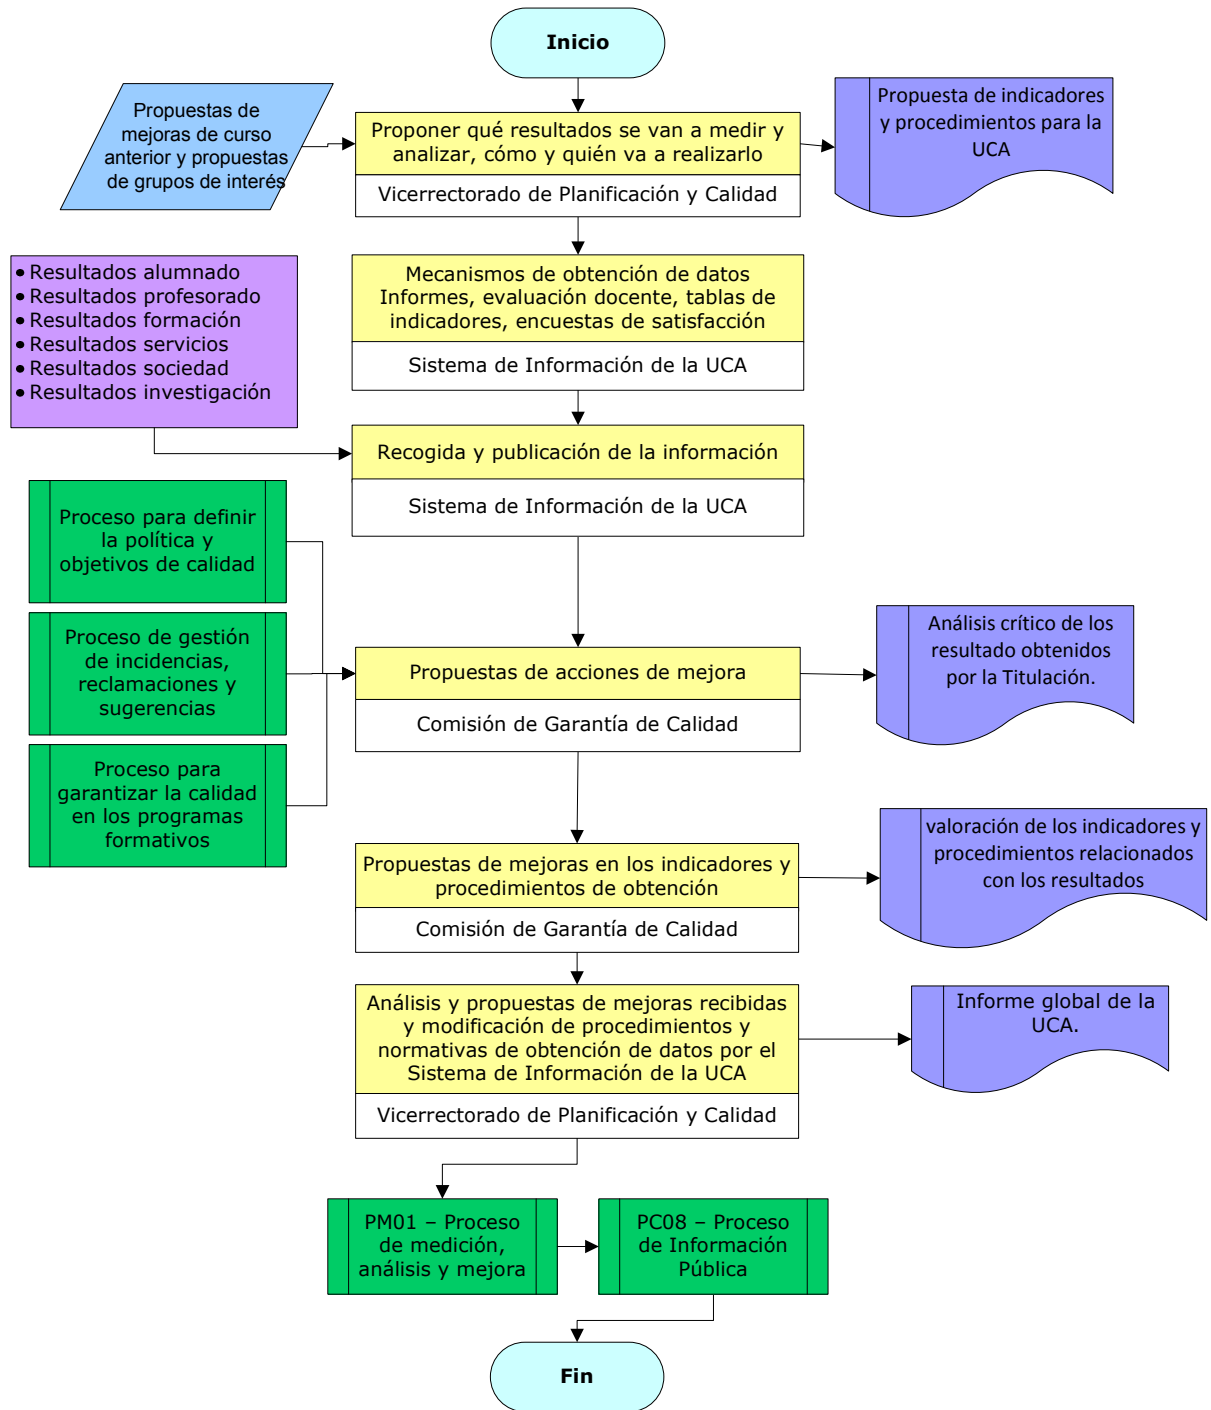 Inicio
Propuestas de
mejoras de curso
anterior y propuestas
de grupos de interés
Proponer qué resultados se van a medir y
analizar, cómo y quién va a realizarlo
Vicerrectorado de Planificación y Calidad
Propuesta de indicadores
y procedimientos para la
UCA
• Resultados alumnado
• Resultados profesorado
• Resultados formación
• Resultados servicios
• Resultados sociedad
• Resultados investigación
Mecanismos de obtención de datos
Informes, evaluación docente, tablas de
indicadores, encuestas de satisfacción
Sistema de Información de la UCA
Recogida y publicación de la información
Sistema de Información de la UCA
Proceso para definir
la política y
objetivos de calidad
Proceso de gestión
de incidencias,
reclamaciones y
sugerencias
Proceso para
garantizar la calidad
en los programas
formativos
Propuestas de acciones de mejora
Comisión de Garantía de Calidad
Análisis crítico de los
resultado obtenidos
por la Titulación.
Propuestas de mejoras en los indicadores y
procedimientos de obtención
Comisión de Garantía de Calidad
valoración de los indicadores y
procedimientos relacionados
con los resultados
Análisis y propuestas de mejoras recibidas
y modificación de procedimientos y
normativas de obtención de datos por el
Sistema de Información de la UCA
Vicerrectorado de Planificación y Calidad
Informe global de la
UCA.
PM01 – Proceso
de medición,
análisis y mejora
PC08 – Proceso
de Información
Pública
Fin